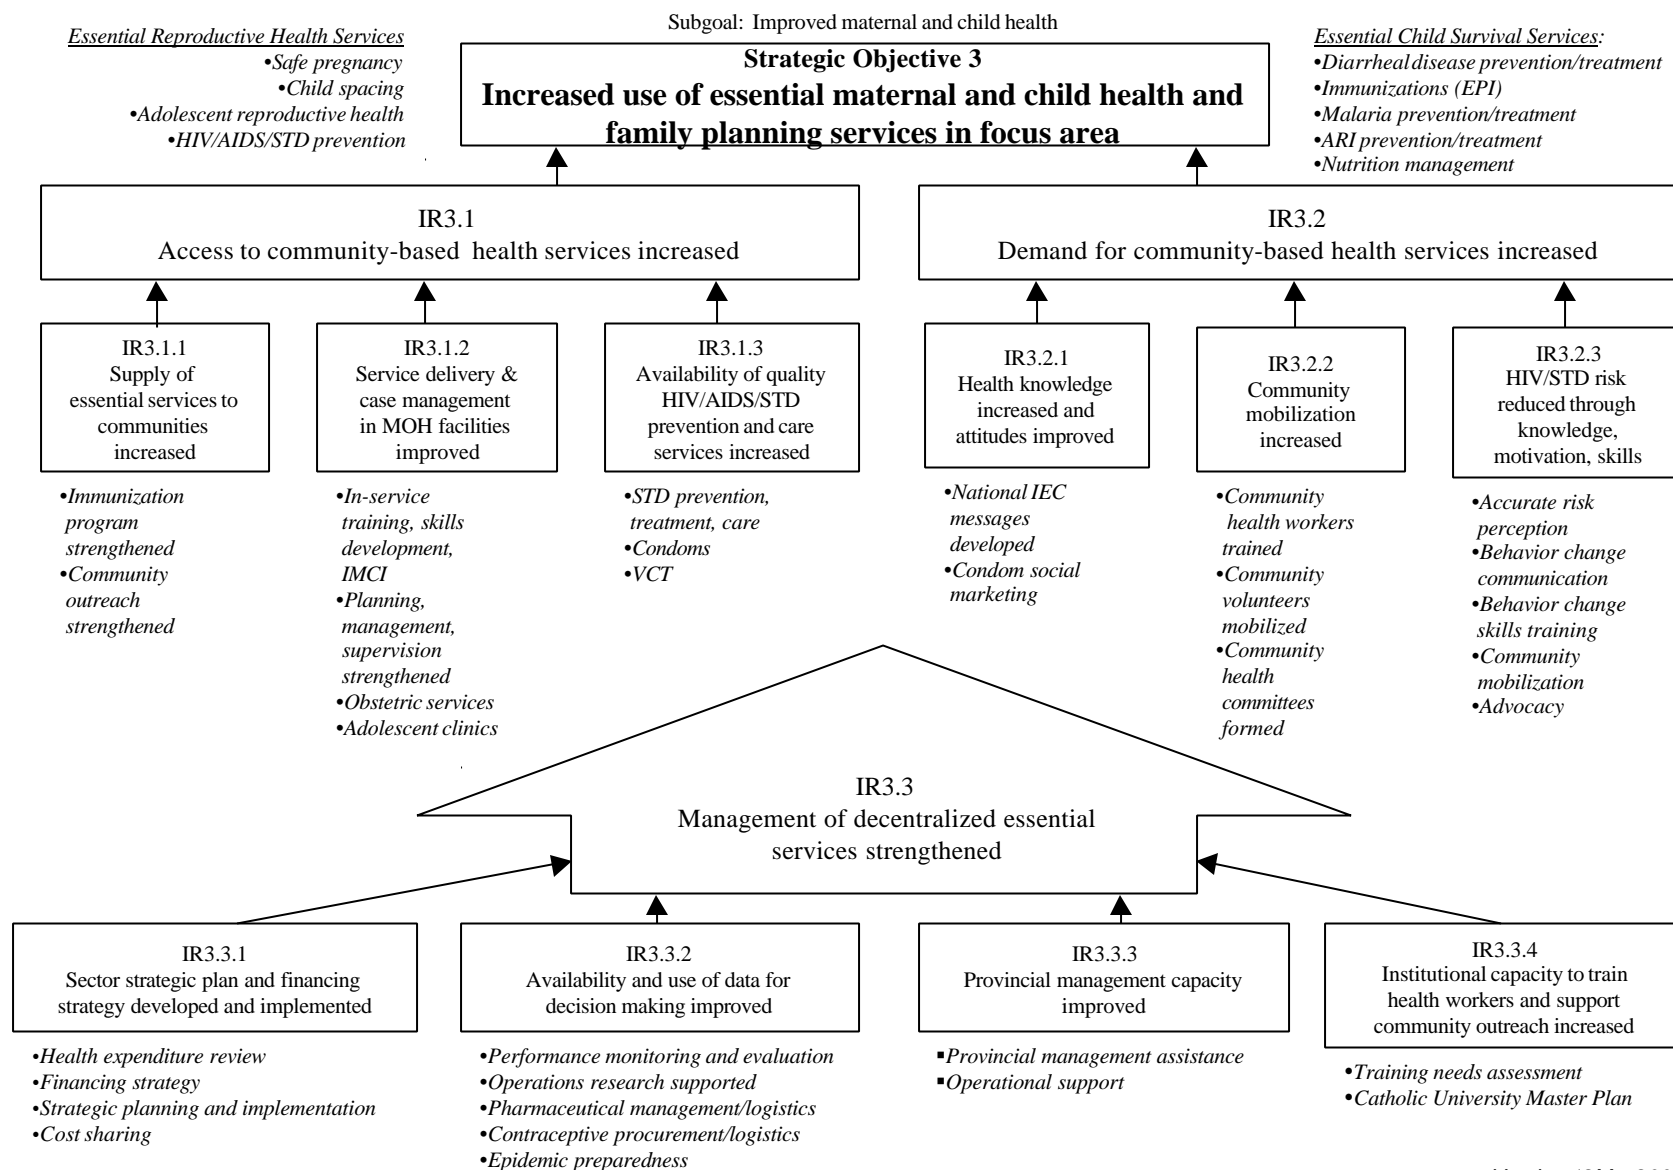 Subgoal: Improved maternal and child health
Essential Reproductive Health Services
•Safe pregnancy
•Child spacing
•Adolescent reproductive health
•HIV/AIDS/STD prevention
Strategic Objective 3
Increased use of essential maternal and child health and
family planning services in focus area
Essential Child Survival Services:
•Diarrheal disease prevention/treatment
•Immunizations (EPI)
•Malaria prevention/treatment
•ARI prevention/treatment
•Nutrition management
IR3.1
Access to community-based health services increased
IR3.2
Demand for community-based health services increased
IR3.1.1
Supply of
essential services to
communities
increased
IR3.1.2
Service delivery &
case management
in MOH facilities
improved
IR3.1.3
Availability of quality
HIV/AIDS/STD
prevention and care
services increased
IR3.2.1
Health knowledge
increased and
attitudes improved
IR3.2.2
Community
mobilization
increased
IR3.2.3
HIV/STD risk
reduced through
knowledge,
motivation, skills
•Immunization
program
strengthened
•Community
outreach
strengthened
•In-service
training, skills
development,
IMCI
•Planning,
management,
supervision
strengthened
•Obstetric services
•Adolescent clinics
•STD prevention,
treatment, care
•Condoms
•VCT
•National IEC
messages
developed
•Condom social
marketing
•Community
health workers
trained
•Community
volunteers
mobilized
•Community
health
committees
formed
•Accurate risk
perception
•Behavior change
communication
•Behavior change
skills training
•Community
mobilization
•Advocacy
IR3.3
Management of decentralized essential
services strengthened
IR3.3.1
Sector strategic plan and financing
strategy developed and implemented
IR3.3.2
Availability and use of data for
decision making improved
IR3.3.3
Provincial management capacity
improved
IR3.3.4
Institutional capacity to train
health workers and support
community outreach increased
•Health expenditure review
•Financing strategy
•Strategic planning and implementation
•Cost sharing
•Performance monitoring and evaluation
•Operations research supported
•Pharmaceutical management/logistics
•Contraceptive procurement/logistics
•Epidemic preparedness
▪Provincial management assistance
▪Operational support
•Training needs assessment
•Catholic University Master Plan